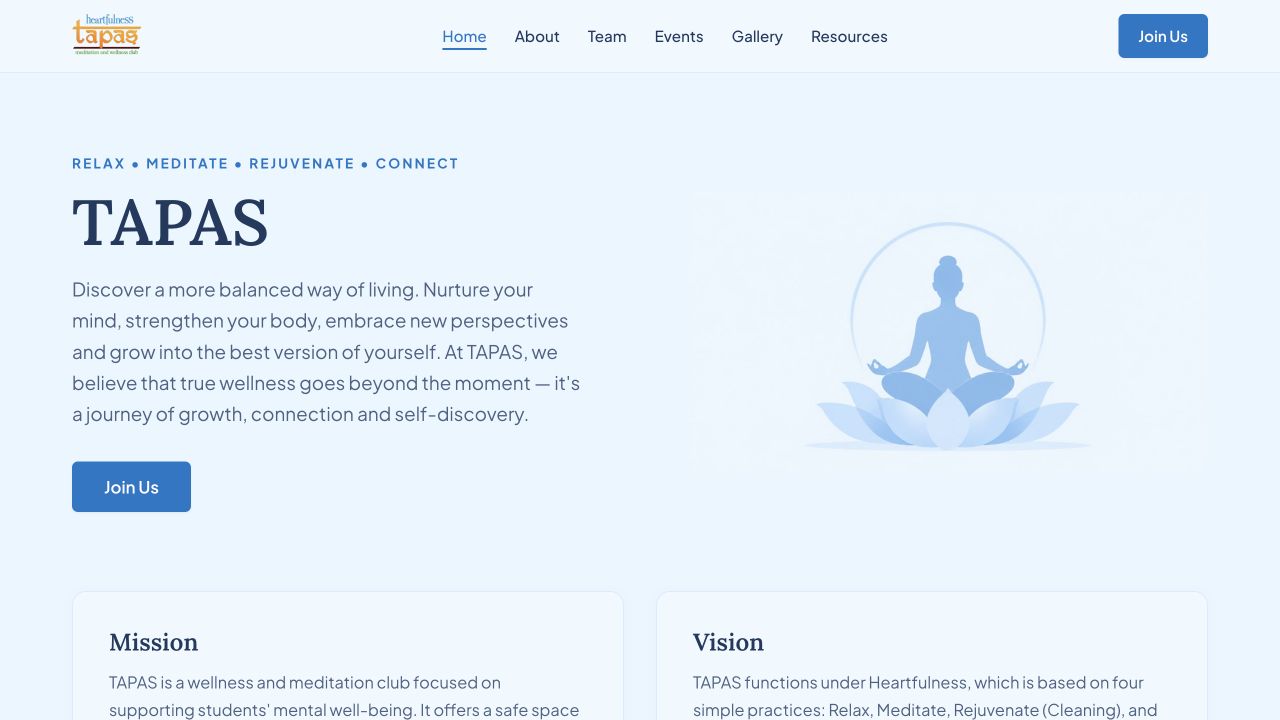 heartfulness
tapas
meditation and wellness club
Home
About
Team
Events
Gallery
Resources
Join Us
RELAX ● MEDITATE ● REJUVENATE ● CONNECT
TAPAS
Discover a more balanced way of living. Nurture your
mind, strengthen your body, embrace new perspectives
and grow into the best version of yourself. At TAPAS, we
believe that true wellness goes beyond the moment — it's
a journey of growth, connection and self-discovery.
Join Us
Mission
TAPAS is a wellness and meditation club focused on
supporting students' mental well-being. It offers a safe space
Vision
TAPAS functions under Heartfulness, which is based on four
simple practices: Relax, Meditate, Rejuvenate (Cleaning), and